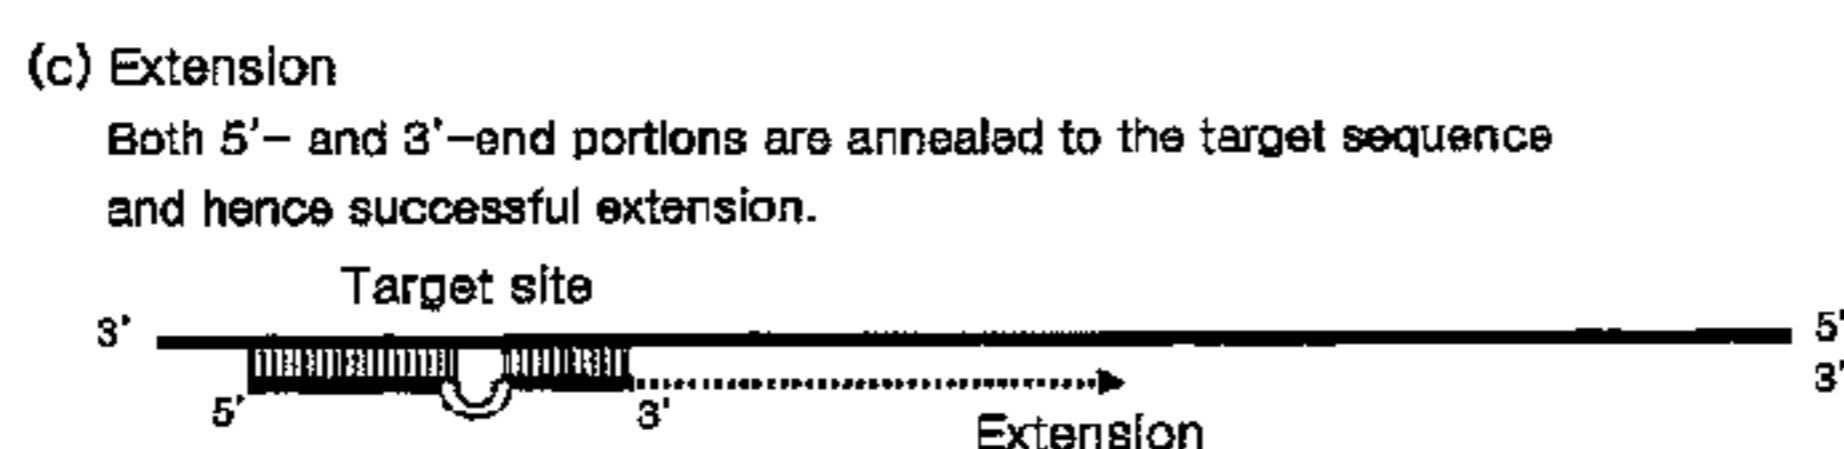 (c) Extension
Both 5'- and 3'-end portions are annealed to the target sequence
and hence successful extension.
Target site
3' 5'
3'
5' 3'
Extension